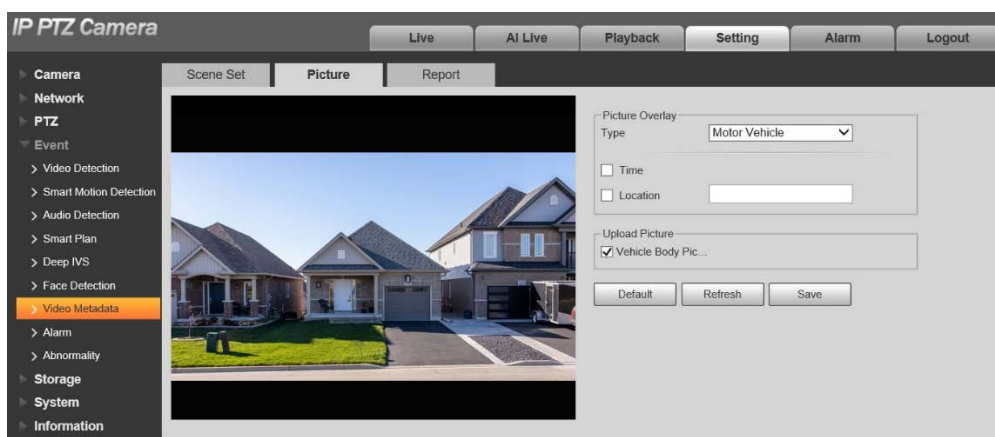 IP PTZ Camera
Live
AI Live
Playback
Setting
Alarm
Logout
Camera
Network
PTZ
Event
Video Detection
Smart Motion Detection
Audio Detection
Smart Plan
Deep IVS
Face Detection
Video Metadata
Alarm
Abnormality
Storage
System
Information
Scene Set
Picture
Report
Picture Overlay
Type Motor Vehicle
Time
Location
Upload Picture
Vehicle Body Pic...
Default Refresh Save